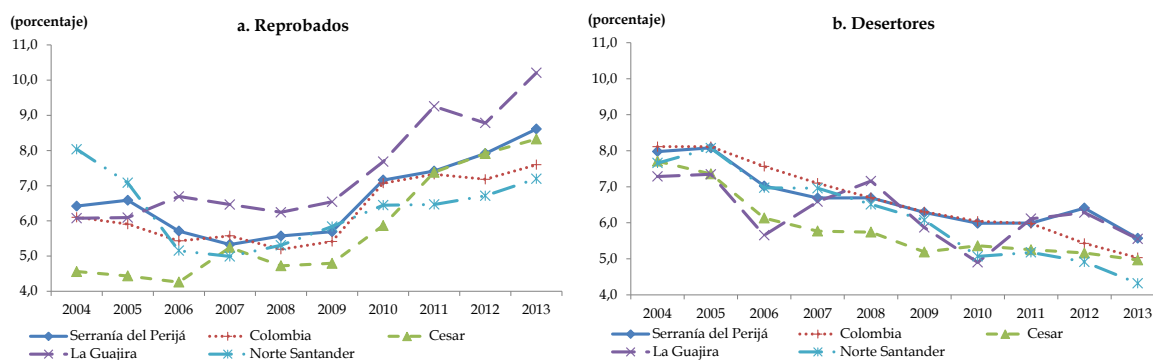 (porcentaje)
a. Reprobados
11,0
10,0
9,0
8,0
7,0
6,0
5,0
4,0
2004 2005 2006 2007 2008 2009 2010 2011 2012 2013
Serranía del Perijá Colombia Cesar
La Guajira Norte Santander
(porcentaje)
b. Desertores
11,0
10,0
9,0
8,0
7,0
6,0
5,0
4,0
2004 2005 2006 2007 2008 2009 2010 2011 2012 2013
Serranía del Perijá Colombia Cesar
La Guajira Norte Santander